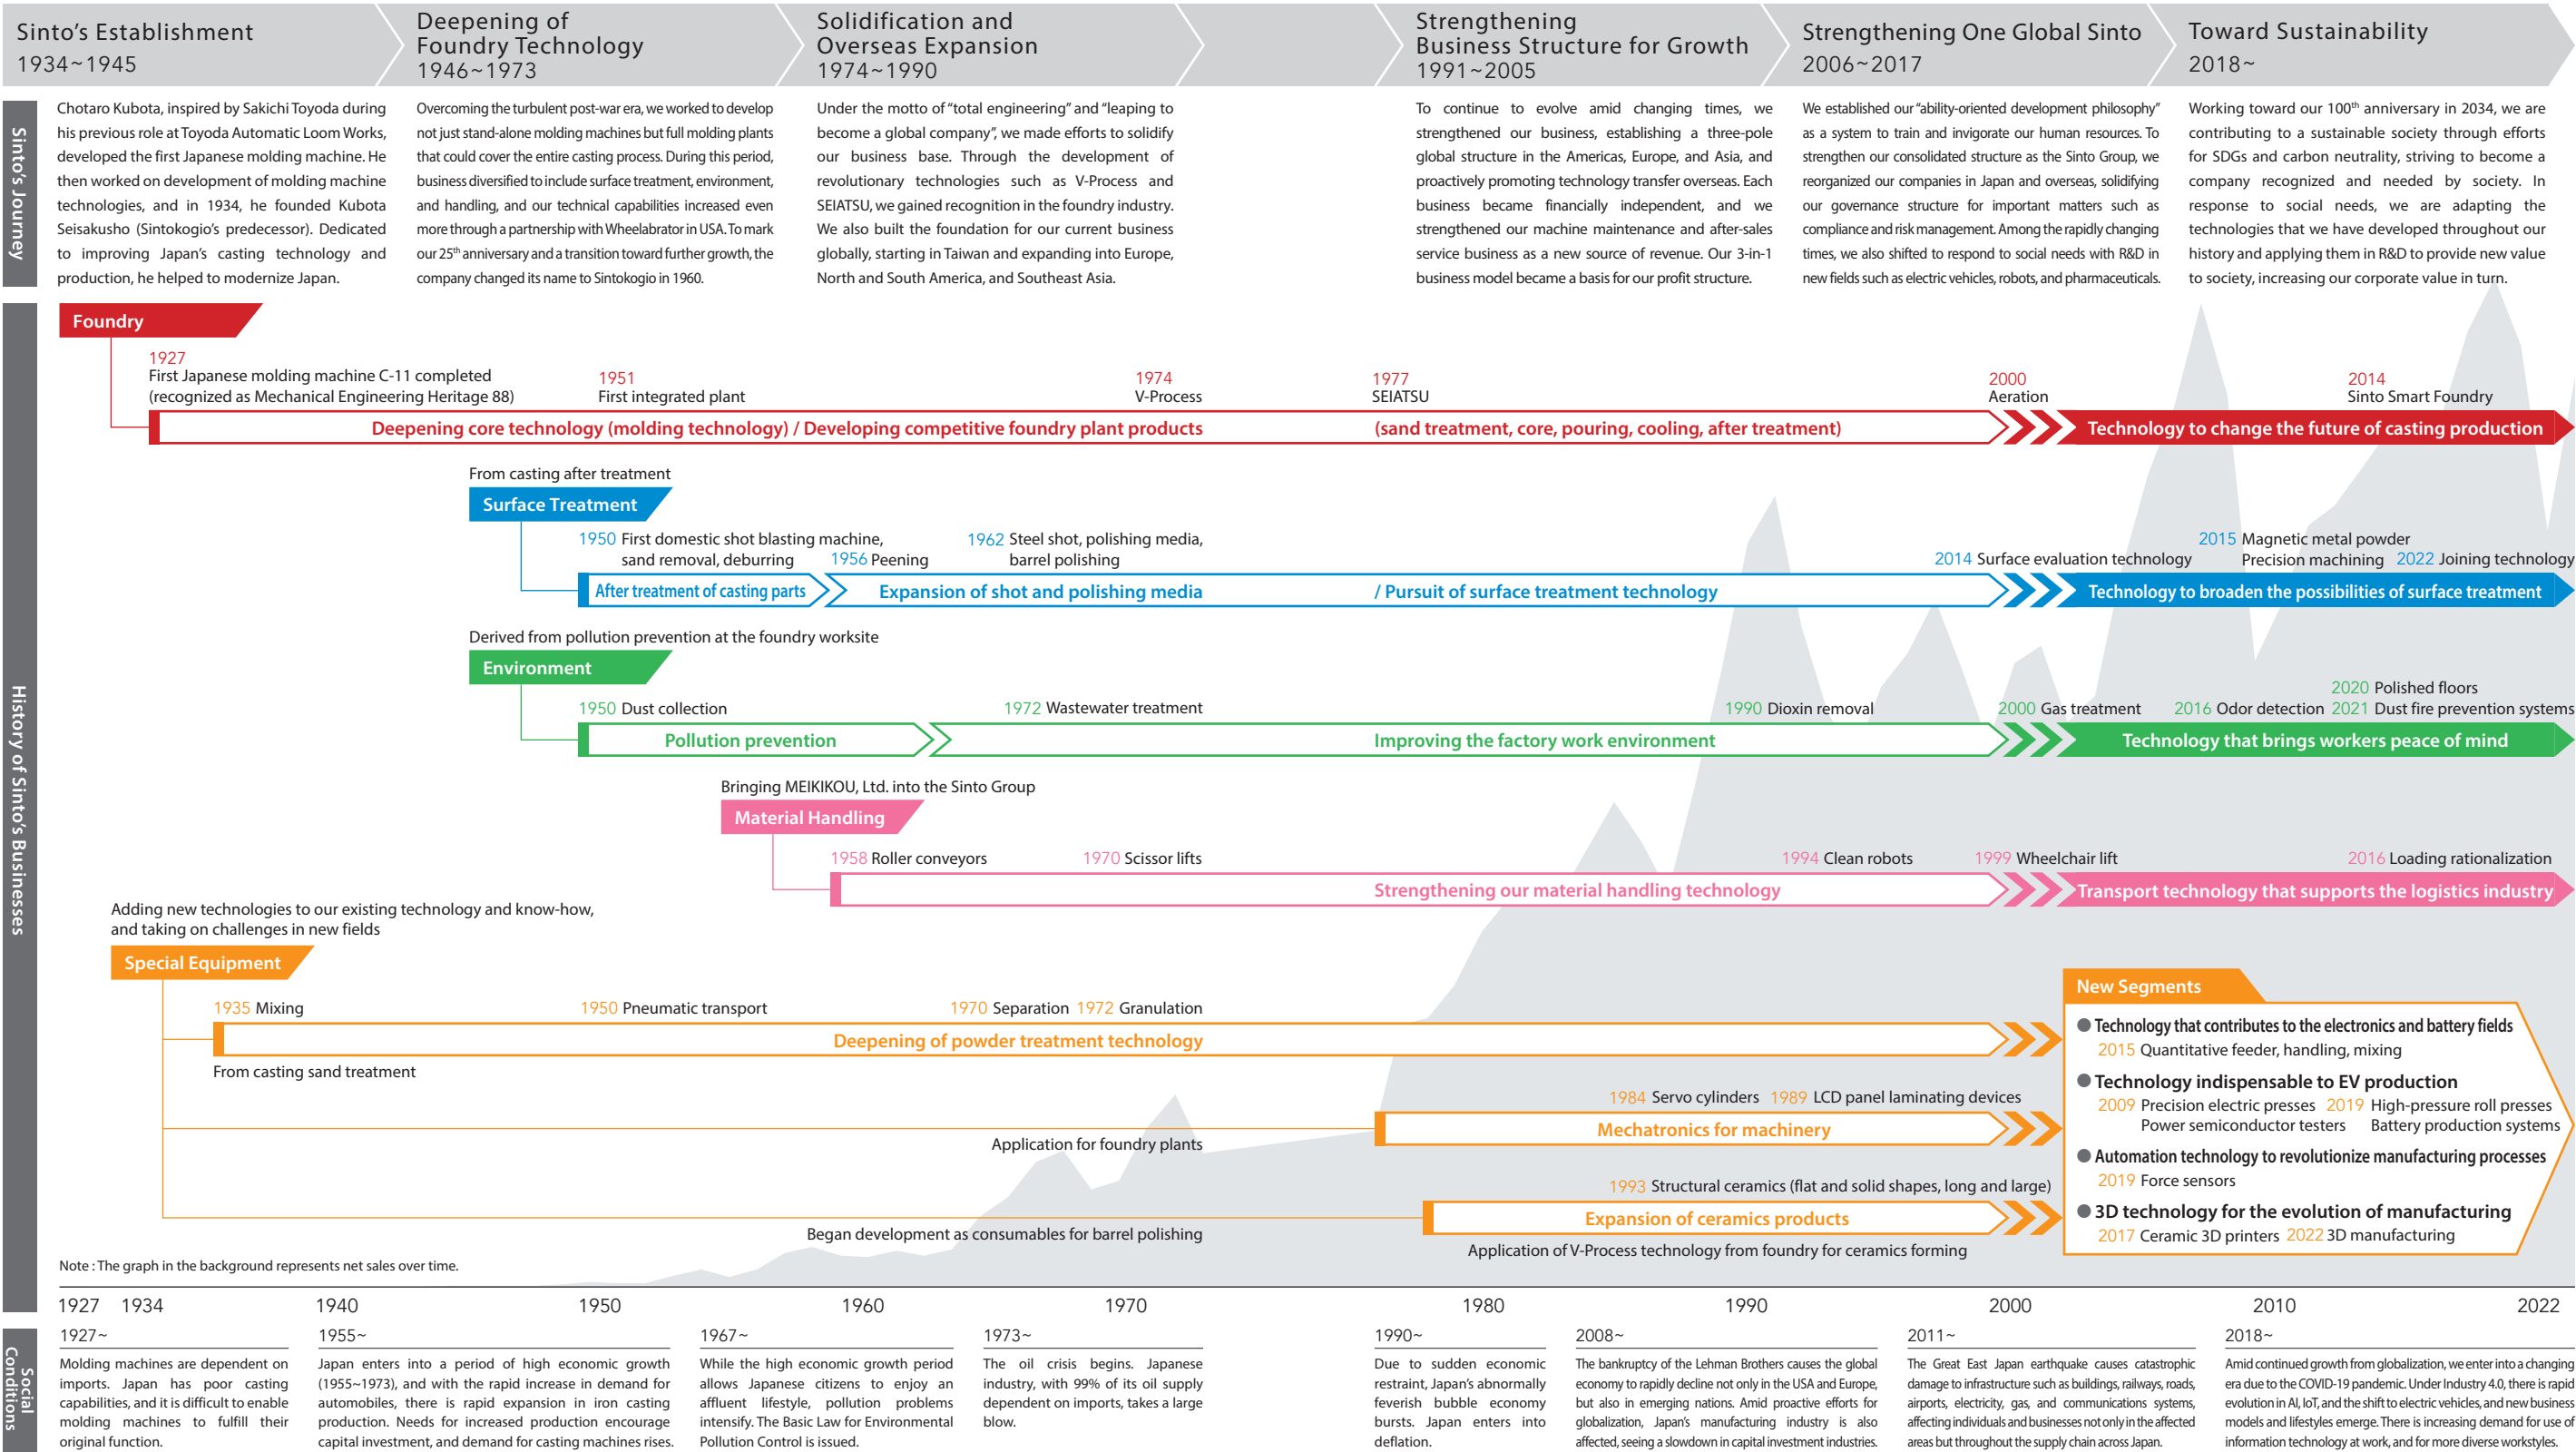 Sinto's Establishment
1934~1945
Deepening of
Foundry Technology
1946~1973
Solidification and
Overseas Expansion
1974~1990
Strengthening
Business Structure for Growth
1991~2005
Strengthening One Global Sinto
2006~2017
Toward Sustainability
2018~
Sinto's Journey
Chotaro Kubota, inspired by Sakichi Toyoda during
his previous role at Toyoda Automatic Loom Works,
developed the first Japanese molding machine. He
then worked on development of molding machine
technologies, and in 1934, he founded Kubota
Seisakusho (Sintokogio's predecessor). Dedicated
to improving Japan's casting technology and
production, he helped to modernize Japan.
Overcoming the turbulent post-war era, we worked to develop
not just stand-alone molding machines but full molding plants
that could cover the entire casting process. During this period,
business diversified to include surface treatment, environment,
and handling, and our technical capabilities increased even
more through a partnership with Wheelabrator in USA. To mark
our 25th anniversary and a transition toward further growth, the
company changed its name to Sintokogio in 1960.
Under the motto of "total engineering" and "leaping to
become a global company", we made efforts to solidify
our business base. Through the development of
revolutionary technologies such as V-Process and
SEIATSU, we gained recognition in the foundry industry.
We also built the foundation for our current business
globally, starting in Taiwan and expanding into Europe,
North and South America, and Southeast Asia.
To continue to evolve amid changing times, we
strengthened our business, establishing a three-pole
global structure in the Americas, Europe, and Asia, and
proactively promoting technology transfer overseas. Each
business became financially independent, and we
strengthened our machine maintenance and after-sales
service business as a new source of revenue. Our 3-in-1
business model became a basis for our profit structure.
We established our "ability-oriented development philosophy"
as a system to train and invigorate our human resources. To
strengthen our consolidated structure as the Sinto Group, we
reorganized our companies in Japan and overseas, solidifying
our governance structure for important matters such as
compliance and risk management. Among the rapidly changing
times, we also shifted to respond to social needs with R&D in
new fields such as electric vehicles, robots, and pharmaceuticals.
Working toward our 100th anniversary in 2034, we are
contributing to a sustainable society through efforts
for SDGs and carbon neutrality, striving to become a
company recognized and needed by society. In
response to social needs, we are adapting the
technologies that we have developed throughout our
history and applying them in R&D to provide new value
to society, increasing our corporate value in turn.
History of Sinto's Businesses
Foundry
1927
First Japanese molding machine C-11 completed
(recognized as Mechanical Engineering Heritage 88)
1951
First integrated plant
1974
V-Process
1977
SEIATSU
2000
Aeration
2014
Sinto Smart Foundry
Deepening core technology (molding technology) / Developing competitive foundry plant products
(sand treatment, core, pouring, cooling, after treatment)
Technology to change the future of casting production
From casting after treatment
Surface Treatment
1950 First domestic shot blasting machine,
sand removal, deburring
1956 Peening
1962 Steel shot, polishing media,
barrel polishing
2014 Surface evaluation technology
2015 Magnetic metal powder
Precision machining
2022 Joining technology
After treatment of casting parts
Expansion of shot and polishing media
/ Pursuit of surface treatment technology
Technology to broaden the possibilities of surface treatment
Derived from pollution prevention at the foundry worksite
Environment
1950 Dust collection
1972 Wastewater treatment
1990 Dioxin removal
2000 Gas treatment
2016 Odor detection
2020 Polished floors
2021 Dust fire prevention systems
Pollution prevention
Improving the factory work environment
Technology that brings workers peace of mind
Bringing MEIKIKOU, Ltd. into the Sinto Group
Material Handling
1958 Roller conveyors
1970 Scissor lifts
1994 Clean robots
1999 Wheelchair lift
2016 Loading rationalization
Strengthening our material handling technology
Transport technology that supports the logistics industry
Adding new technologies to our existing technology and know-how,
and taking on challenges in new fields
Special Equipment
1935 Mixing
1950 Pneumatic transport
1970 Separation
1972 Granulation
Deepening of powder treatment technology
From casting sand treatment
1984 Servo cylinders
1989 LCD panel laminating devices
Mechatronics for machinery
Application for foundry plants
1993 Structural ceramics (flat and solid shapes, long and large)
Expansion of ceramics products
Began development as consumables for barrel polishing
Application of V-Process technology from foundry for ceramics forming
New Segments
● Technology that contributes to the electronics and battery fields
2015 Quantitative feeder, handling, mixing
● Technology indispensable to EV production
2009 Precision electric presses
Power semiconductor testers
2019 High-pressure roll presses
Battery production systems
● Automation technology to revolutionize manufacturing processes
2019 Force sensors
● 3D technology for the evolution of manufacturing
2017 Ceramic 3D printers
2022 3D manufacturing
Note : The graph in the background represents net sales over time.
1927
1934
1940
1950
1960
1970
1980
1990
2000
2010
2022
Social
Conditions
1927~
Molding machines are dependent on
imports. Japan has poor casting
capabilities, and it is difficult to enable
molding machines to fulfill their
original function.
1955~
Japan enters into a period of high economic growth
(1955~1973), and with the rapid increase in demand for
automobiles, there is rapid expansion in iron casting
production. Needs for increased production encourage
capital investment, and demand for casting machines rises.
1967~
While the high economic growth period
allows Japanese citizens to enjoy an
affluent lifestyle, pollution problems
intensify. The Basic Law for Environmental
Pollution Control is issued.
1973~
The oil crisis begins. Japanese
industry, with 99% of its oil supply
dependent on imports, takes a large
blow.
1990~
Due to sudden economic
restraint, Japan's abnormally
feverish bubble economy
bursts. Japan enters into
deflation.
2008~
The bankruptcy of the Lehman Brothers causes the global
economy to rapidly decline not only in the USA and Europe,
but also in emerging nations. Amid proactive efforts for
globalization, Japan's manufacturing industry is also
affected, seeing a slowdown in capital investment industries.
2011~
The Great East Japan earthquake causes catastrophic
damage to infrastructure such as buildings, railways, roads,
airports, electricity, gas, and communications systems,
affecting individuals and businesses not only in the affected
areas but throughout the supply chain across Japan.
2018~
Amid continued growth from globalization, we enter into a changing
era due to the COVID-19 pandemic. Under Industry 4.0, there is rapid
evolution in AI, IoT, and the shift to electric vehicles, and new business
models and lifestyles emerge. There is increasing demand for use of
information technology at work, and for more diverse workstyles.